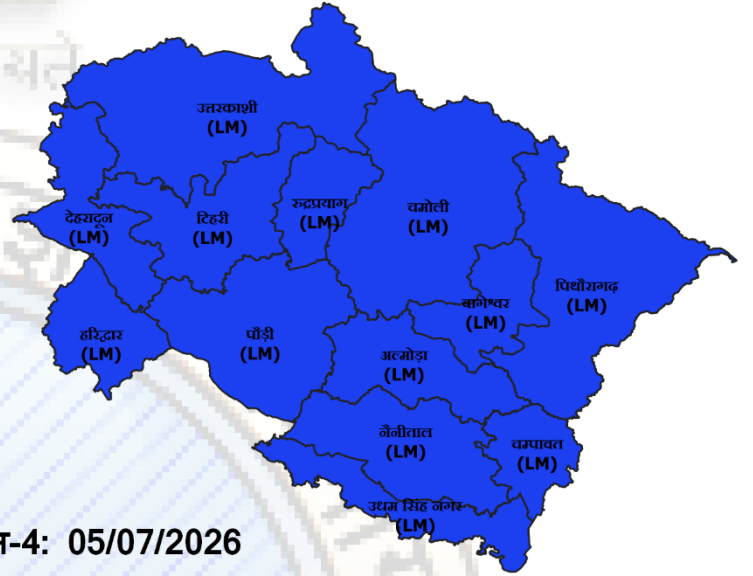 उत्तरकाशी
(LM)
देहरादून
(LM)
टिहरी
(LM)
रुद्रप्रयाग
(LM)
चमोली
(LM)
पिथौरागढ़
(LM)
बागेश्वर
(LM)
हरिद्वार
(LM)
पौड़ी
(LM)
अल्मोड़ा
(LM)
नैनीताल
(LM)
चम्पावत
(LM)
उधम सिंह नगर
(LM)
-4: 05/07/2026